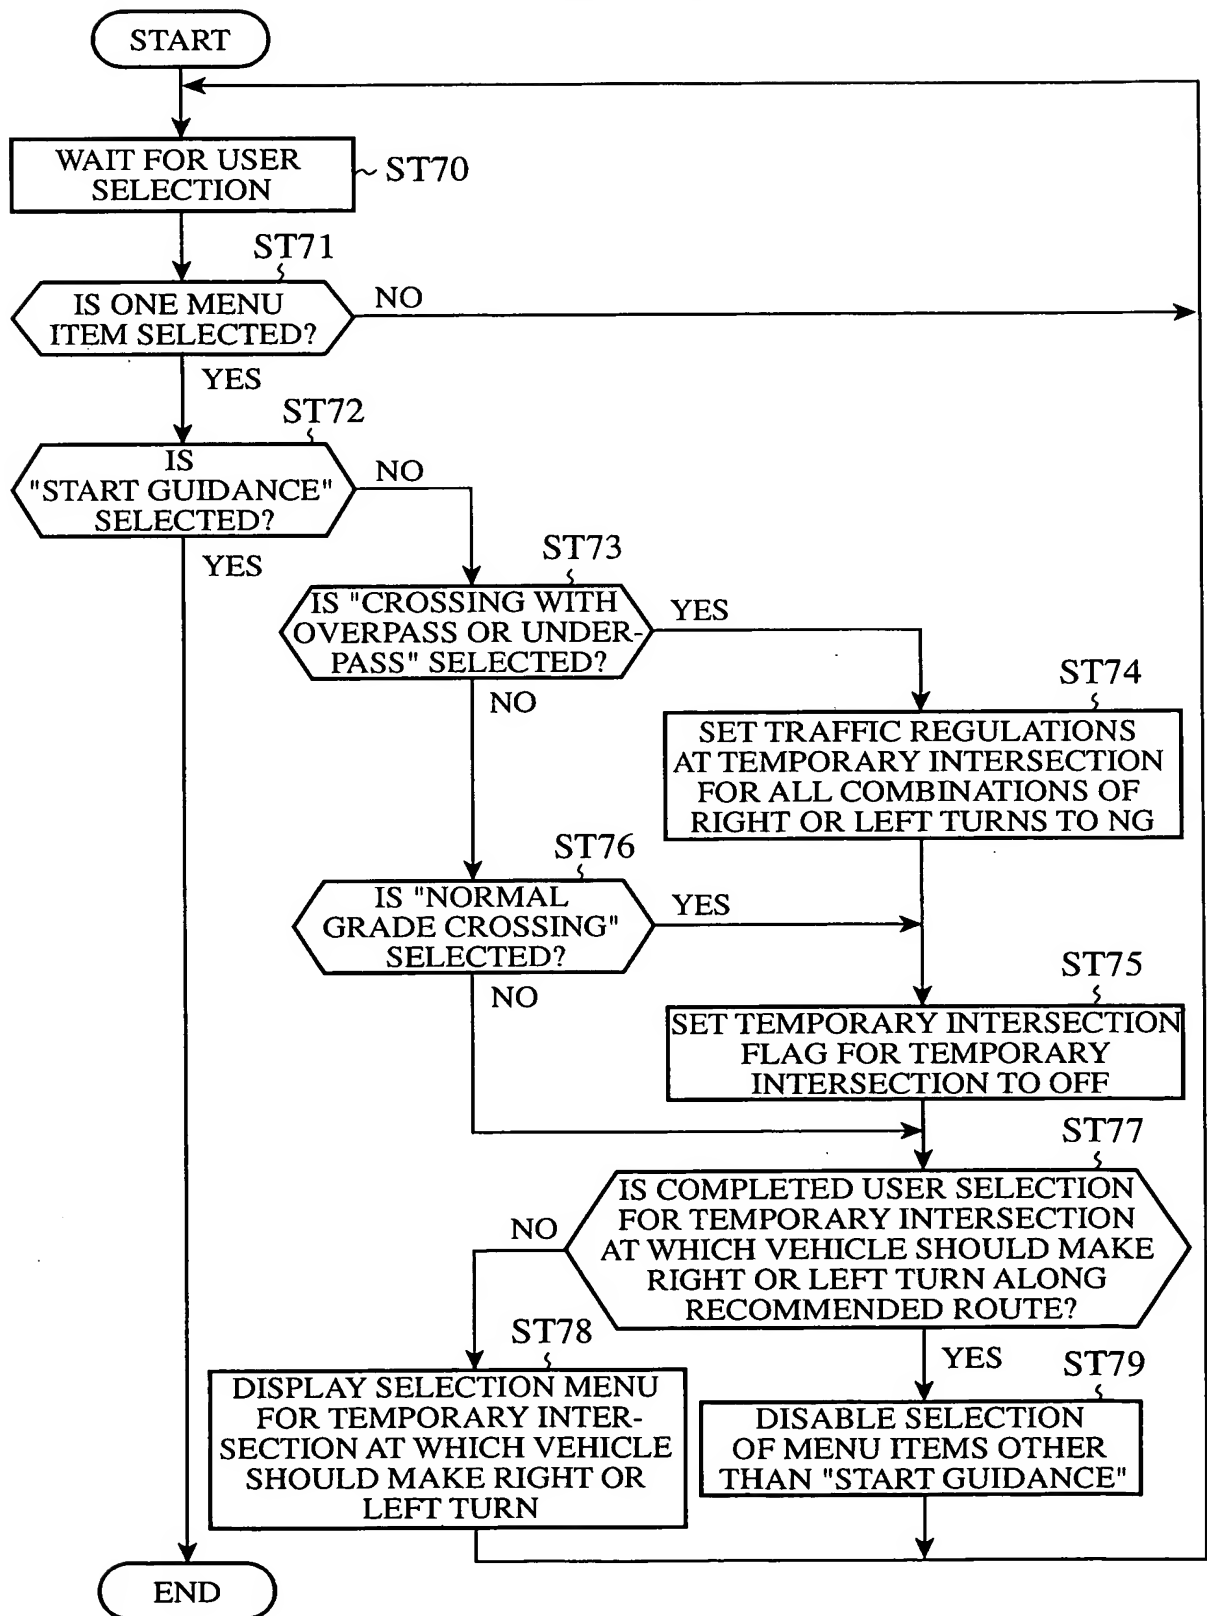 START
WAIT FOR USER
SELECTION
ST70
ST71
IS ONE MENU
ITEM SELECTED?
NO
YES
ST72
IS
"START GUIDANCE"
SELECTED?
NO
YES
ST73
IS "CROSSING WITH
OVERPASS OR UNDER-
PASS" SELECTED?
YES
NO
ST74
SET TRAFFIC REGULATIONS
AT TEMPORARY INTERSECTION
FOR ALL COMBINATIONS OF
RIGHT OR LEFT TURNS TO NG
ST76
IS "NORMAL
GRADE CROSSING"
SELECTED?
YES
NO
ST75
SET TEMPORARY INTERSECTION
FLAG FOR TEMPORARY
INTERSECTION TO OFF
ST77
IS COMPLETED USER SELECTION
FOR TEMPORARY INTERSECTION
AT WHICH VEHICLE SHOULD MAKE
RIGHT OR LEFT TURN ALONG
RECOMMENDED ROUTE?
NO
YES
ST78
DISPLAY SELECTION MENU
FOR TEMPORARY INTER-
SECTION AT WHICH VEHICLE
SHOULD MAKE RIGHT OR
LEFT TURN
ST79
DISABLE SELECTION
OF MENU ITEMS OTHER
THAN "START GUIDANCE"
END